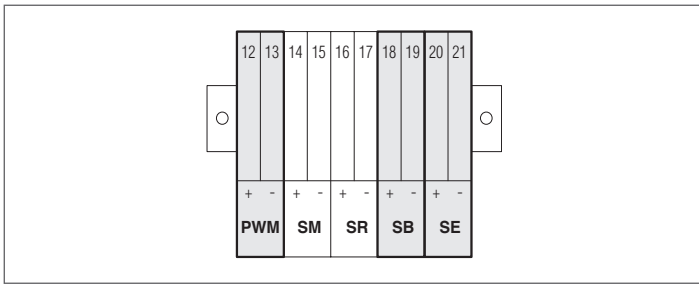 12 13 14 15 16 17 18 19 20 21
+ - + - + - + - + -
PWM SM SR SB SE